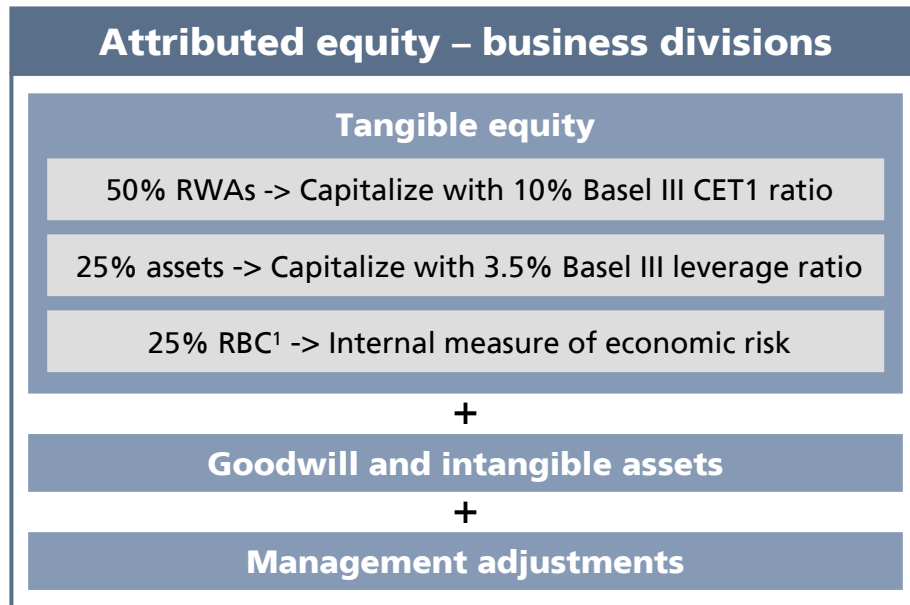 Attributed equity – business divisions
Tangible equity
50% RWAs -> Capitalize with 10% Basel III CET1 ratio
25% assets -> Capitalize with 3.5% Basel III leverage ratio
25% RBC¹ -> Internal measure of economic risk
+
Goodwill and intangible assets
+
Management adjustments